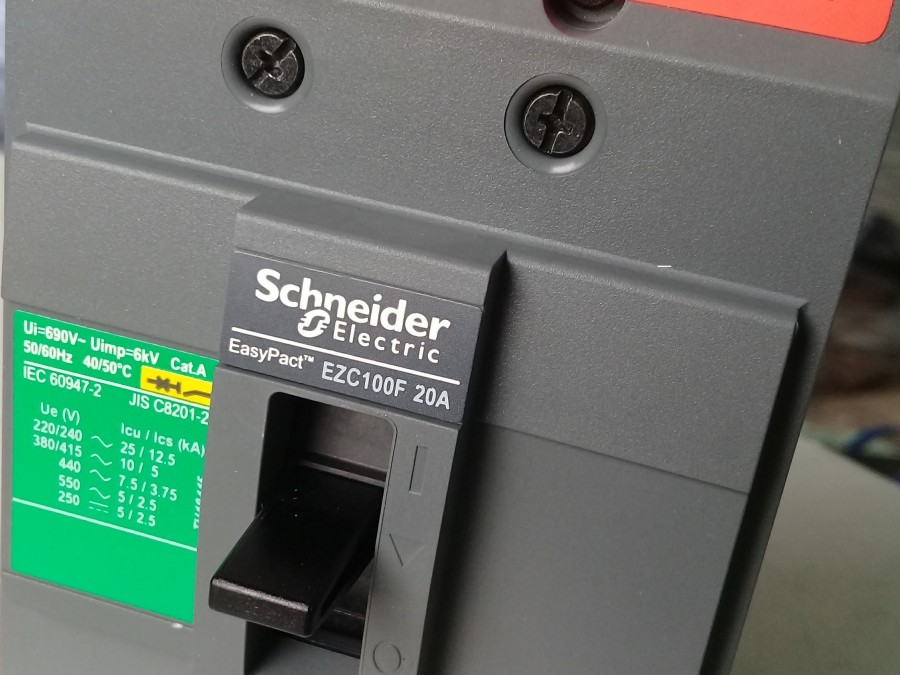 Schneider
Electric
EasyPact™ EZC100F 20A
Ui=690V~ Uimp=6kV
50/60Hz 40/50°C Cat.A
IEC 60947-2 JIS C8201-2
Ue (V) Icu / Ics (kA)
220/240 ~ 25 / 12.5
380/415 ~ 10 / 5
440 ~ 7.5 / 3.75
550 ~ 5 / 2.5
250 ⎓ 5 / 2.5
I
O